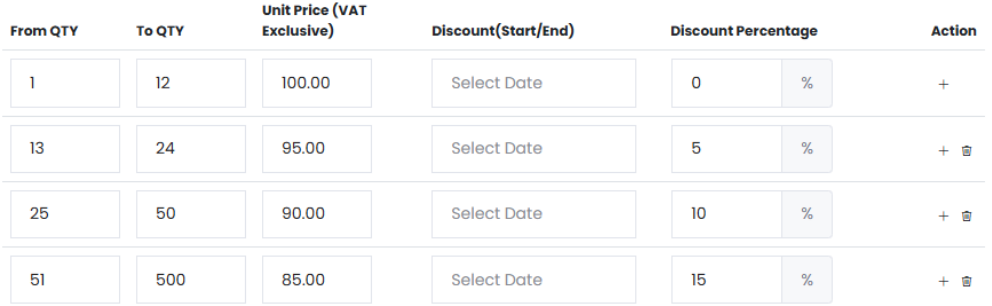 From QTY To QTY Unit Price (VAT Exclusive) Discount(Start/End) Discount Percentage Action
1 12 100.00 Select Date 0 % +
13 24 95.00 Select Date 5 % +
25 50 90.00 Select Date 10 % +
51 500 85.00 Select Date 15 % +